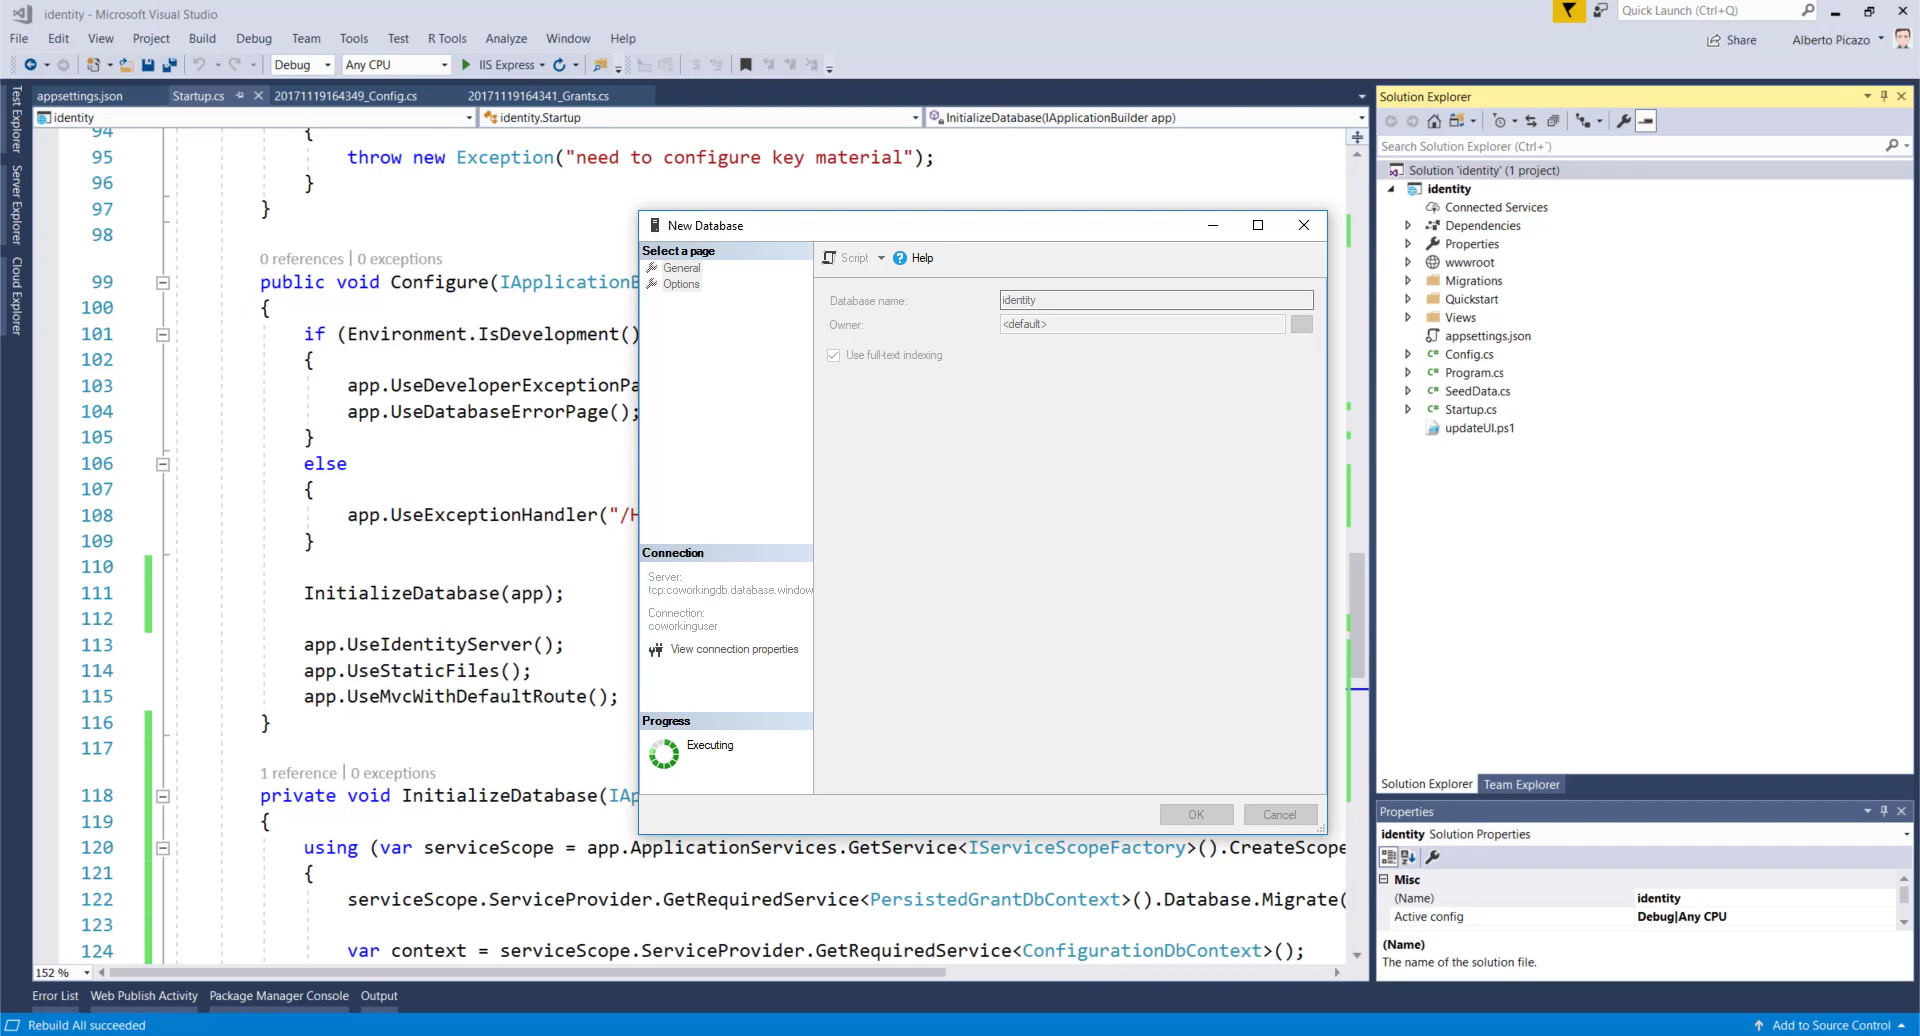 identity - Microsoft Visual Studio
Quick Launch (Ctrl+Q)
File Edit View Project Build Debug Team Tools Test R Tools Analyze Window Help
Share Alberto Picazo
Debug Any CPU IIS Express
Test Explorer
Server Explorer
Cloud Explorer
appsettings.json Startup.cs 20171119164349_Config.cs 20171119164341_Grants.cs
identity identity.Startup InitializeDatabase(IApplicationBuilder app)
94 {
95 throw new Exception("need to configure key material");
96 }
97 }
98
0 references | 0 exceptions
99 public void Configure(IApplicationB
100 {
101 if (Environment.IsDevelopment()
102 {
103 app.UseDeveloperExceptionPa
104 app.UseDatabaseErrorPage();
105 }
106 else
107 {
108 app.UseExceptionHandler("/H
109 }
110
111 InitializeDatabase(app);
112
113 app.UseIdentityServer();
114 app.UseStaticFiles();
115 app.UseMvcWithDefaultRoute();
116 }
117
1 reference | 0 exceptions
118 private void InitializeDatabase(IAp
119 {
120 using (var serviceScope = app.ApplicationServices.GetService<IServiceScopeFactory>().CreateScope
121 {
122 serviceScope.ServiceProvider.GetRequiredService<PersistedGrantDbContext>().Database.Migrate(
123
124 var context = serviceScope.ServiceProvider.GetRequiredService<ConfigurationDbContext>();
152 %
New Database
Select a page
General
Options
Script Help
Database name: identity
Owner: <default>
...
Use full-text indexing
Connection
Server:
tcp:coworkingdb.database.window
Connection:
coworkinguser
View connection properties
Progress
Executing
OK Cancel
Solution Explorer
Search Solution Explorer (Ctrl+`)
Solution 'identity' (1 project)
identity
Connected Services
Dependencies
Properties
wwwroot
Migrations
Quickstart
Views
appsettings.json
C# Config.cs
C# Program.cs
C# SeedData.cs
C# Startup.cs
updateUI.ps1
Solution Explorer Team Explorer
Properties
identity Solution Properties
Misc
(Name) identity
Active config Debug|Any CPU
(Name)
The name of the solution file.
Error List Web Publish Activity Package Manager Console Output
Rebuild All succeeded
Add to Source Control